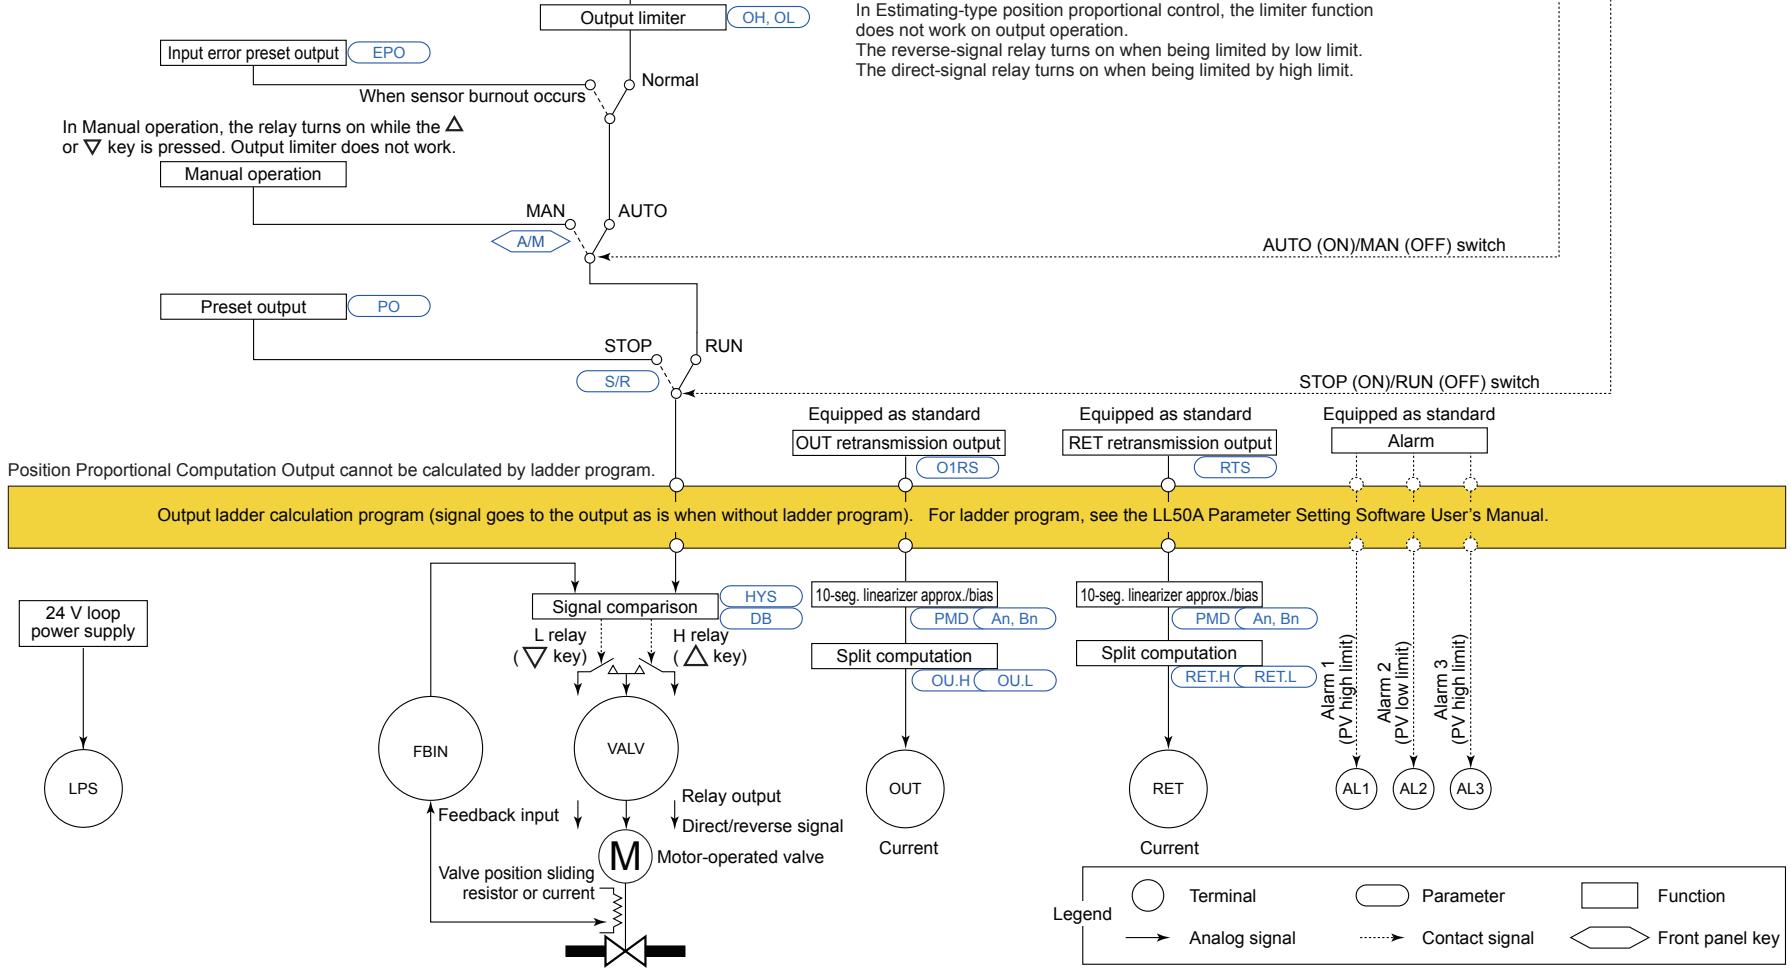 Output limiter
OH, OL
In Estimating-type position proportional control, the limiter function
does not work on output operation.
The reverse-signal relay turns on when being limited by low limit.
The direct-signal relay turns on when being limited by high limit.
Input error preset output
EPO
When sensor burnout occurs
Normal
In Manual operation, the relay turns on while the △
or ▽ key is pressed. Output limiter does not work.
Manual operation
MAN
AUTO
A/M
AUTO (ON)/MAN (OFF) switch
Preset output
PO
STOP
RUN
S/R
STOP (ON)/RUN (OFF) switch
Equipped as standard
OUT retransmission output
O1RS
Equipped as standard
RET retransmission output
RTS
Equipped as standard
Alarm
Position Proportional Computation Output cannot be calculated by ladder program.
Output ladder calculation program (signal goes to the output as is when without ladder program). For ladder program, see the LL50A Parameter Setting Software User's Manual.
24 V loop
power supply
LPS
Signal comparison
HYS
DB
L relay
(▽ key)
H relay
(△ key)
FBIN
VALV
Feedback input
Relay output
Direct/reverse signal
M
Motor-operated valve
Valve position sliding
resistor or current
10-seg. linearizer approx./bias
PMD
An, Bn
Split computation
OU.H
OU.L
OUT
Current
10-seg. linearizer approx./bias
PMD
An, Bn
Split computation
RET.H
RET.L
RET
Current
Alarm 1
(PV high limit)
Alarm 2
(PV low limit)
Alarm 3
(PV high limit)
AL1
AL2
AL3
Legend
Terminal
Parameter
Function
Analog signal
Contact signal
Front panel key